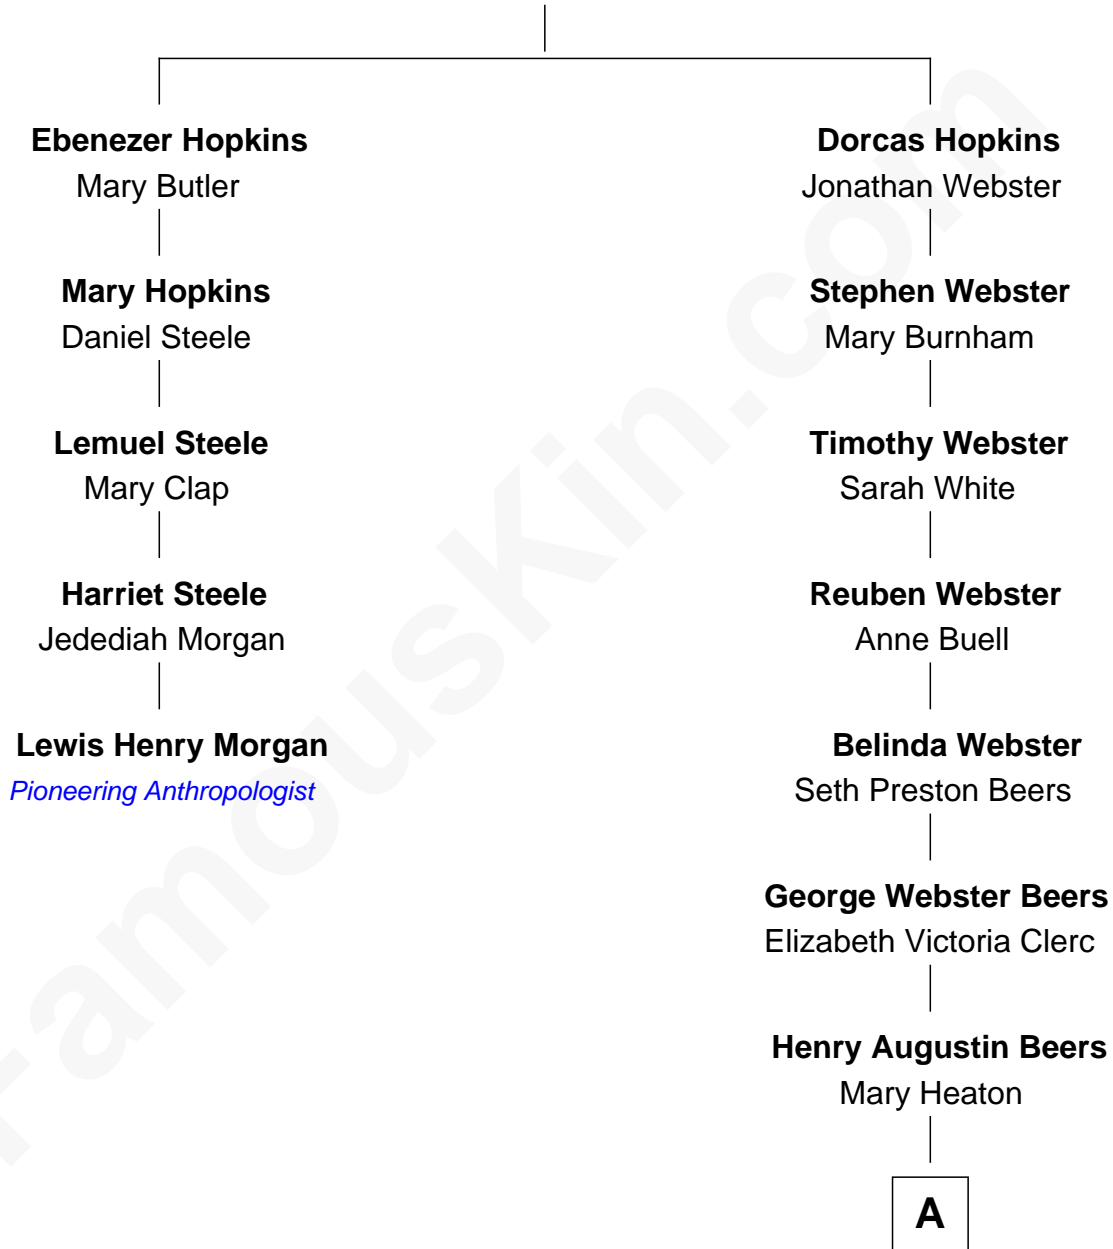 Ebenezer Hopkins
Mary Butler
Mary Hopkins
Daniel Steele
Lemuel Steele
Mary Clap
Harriet Steele
Jedediah Morgan
Lewis Henry Morgan
Pioneering Anthropologist
Dorcas Hopkins
Jonathan Webster
Stephen Webster
Mary Burnham
Timothy Webster
Sarah White
Reuben Webster
Anne Buell
Belinda Webster
Seth Preston Beers
George Webster Beers
Elizabeth Victoria Clerc
Henry Augustin Beers
Mary Heaton
A
FamousKin.com